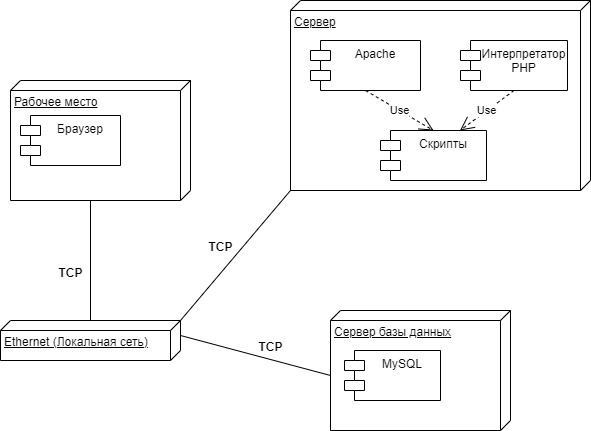 Сервер
Apache
Интерпретатор
PHP
Use
Use
Скрипты
Рабочее место
Браузер
TCP
TCP
Ethernet (Локальная сеть)
TCP
Сервер базы данных
MySQL